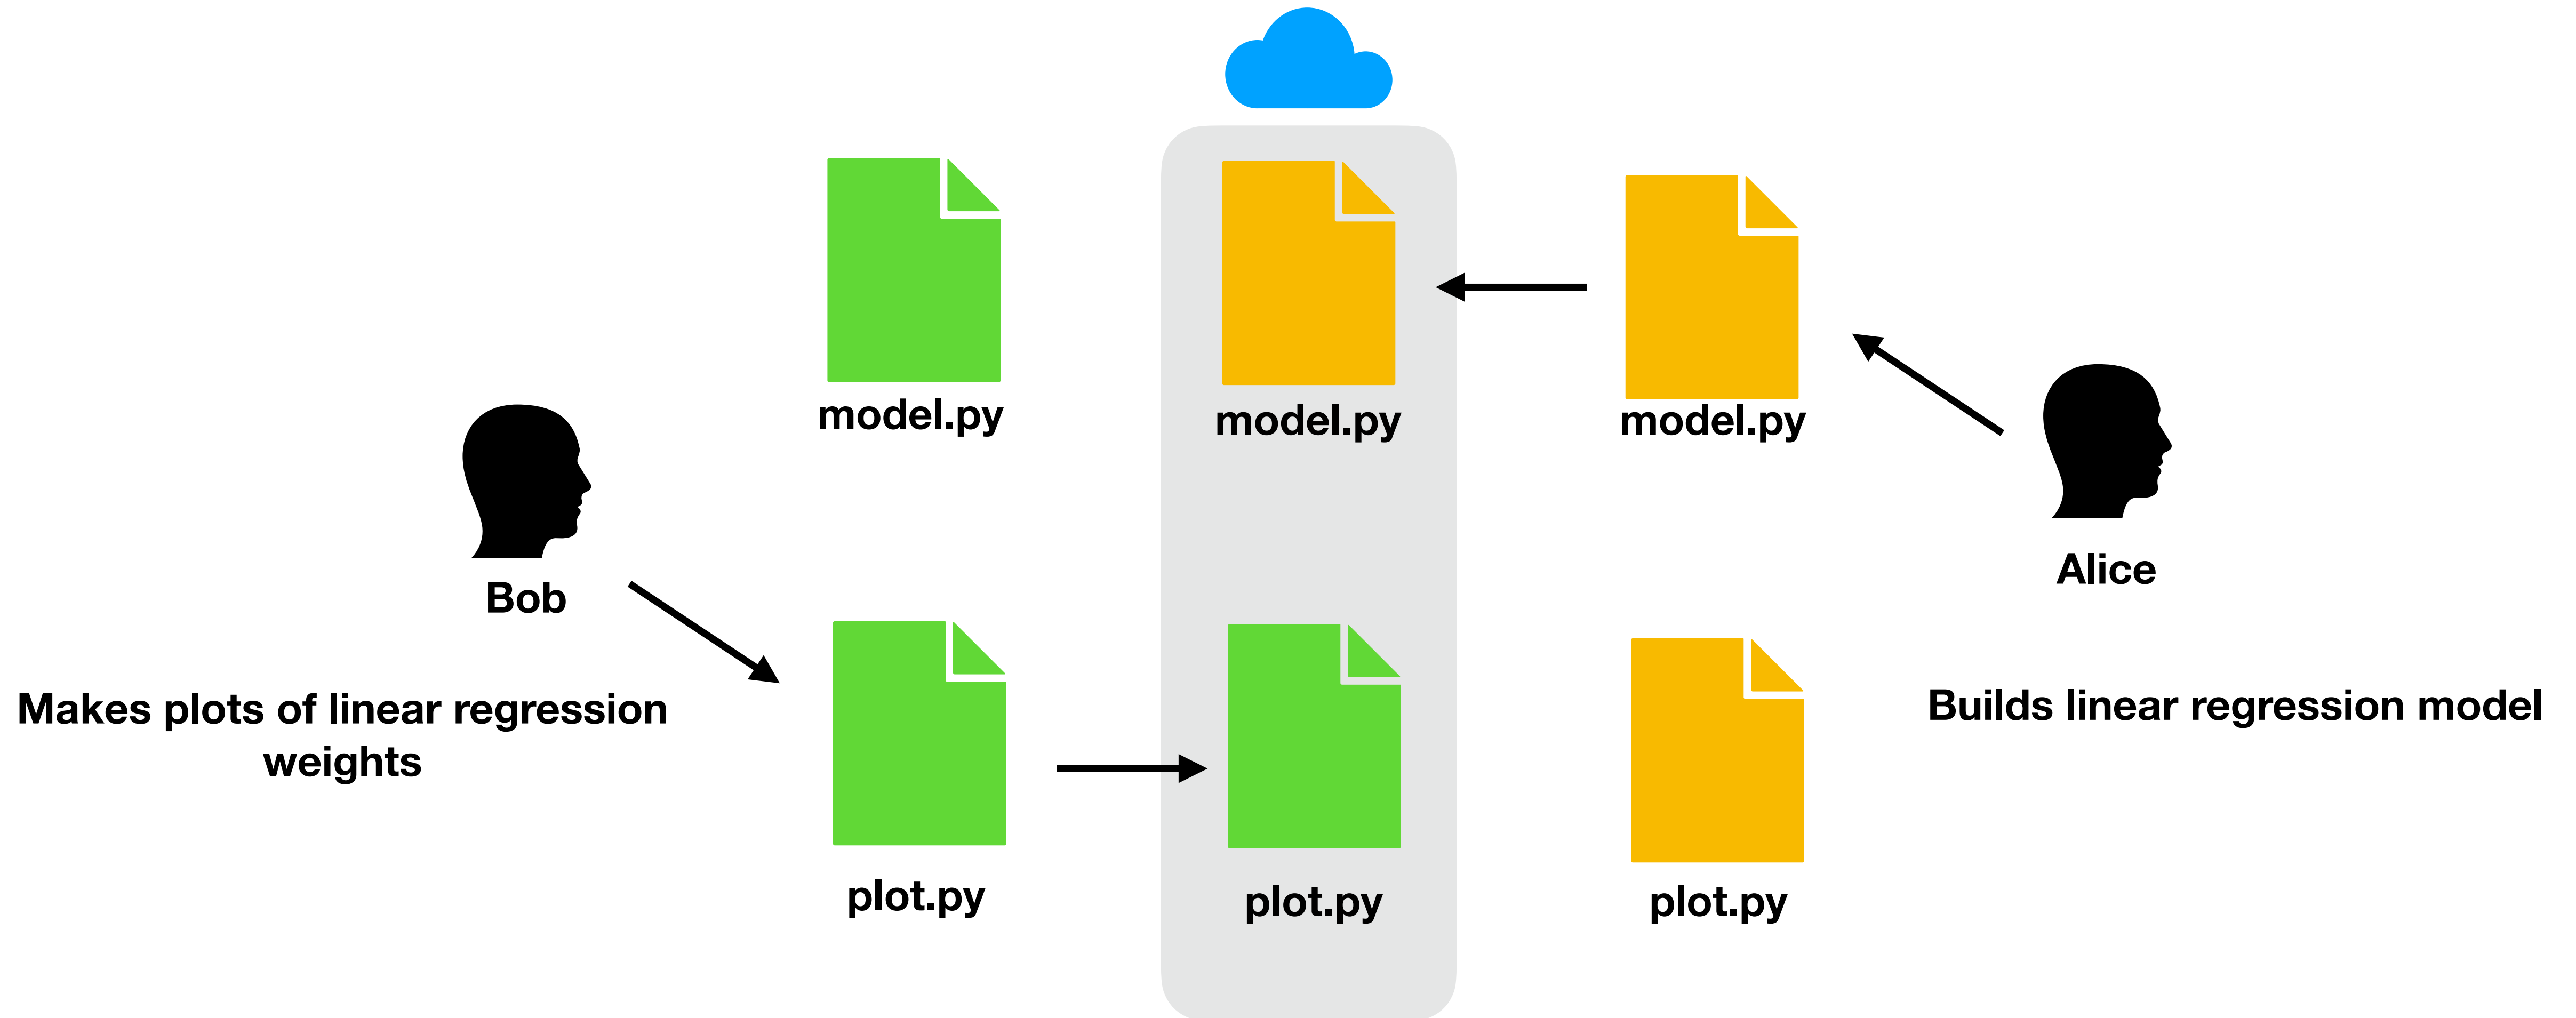 model.py
model.py
model.py
Bob
Alice
Makes plots of linear regression
weights
Builds linear regression model
plot.py
plot.py
plot.py